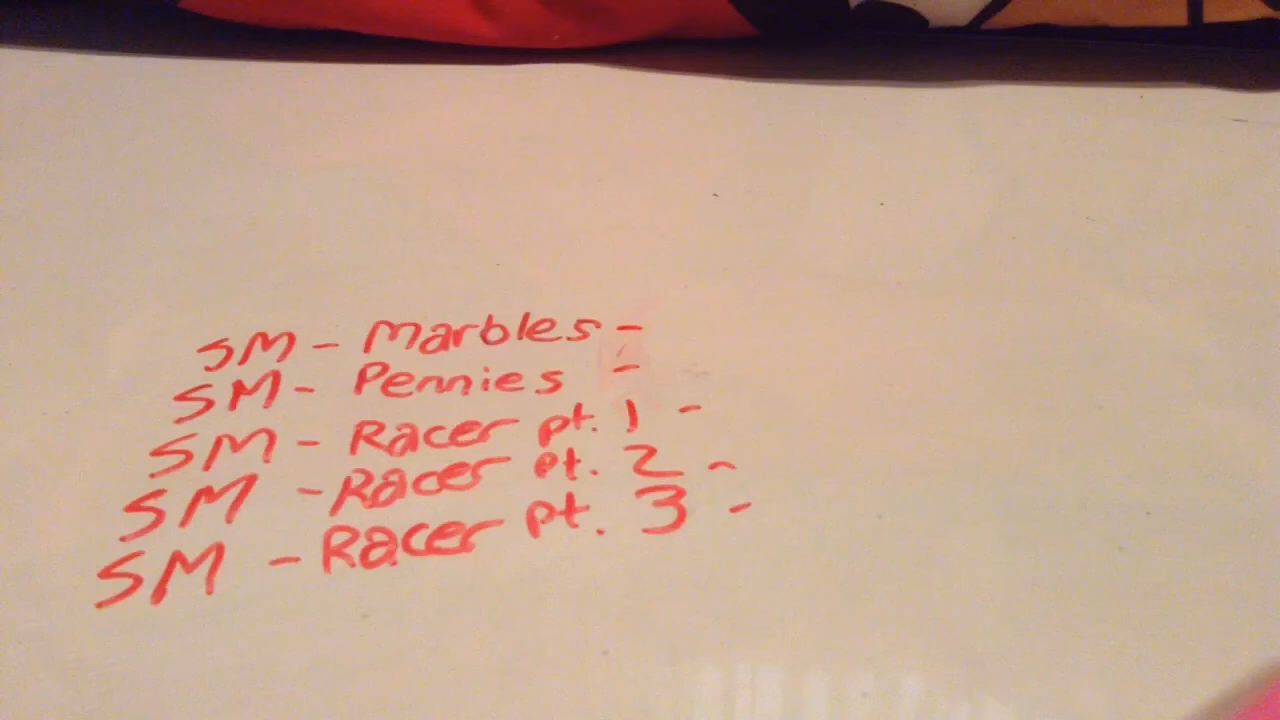 SM - Marbles -
SM - Pennies -
SM - Racer pt. 1 -
SM - Racer pt. 2 -
SM - Racer pt. 3 -